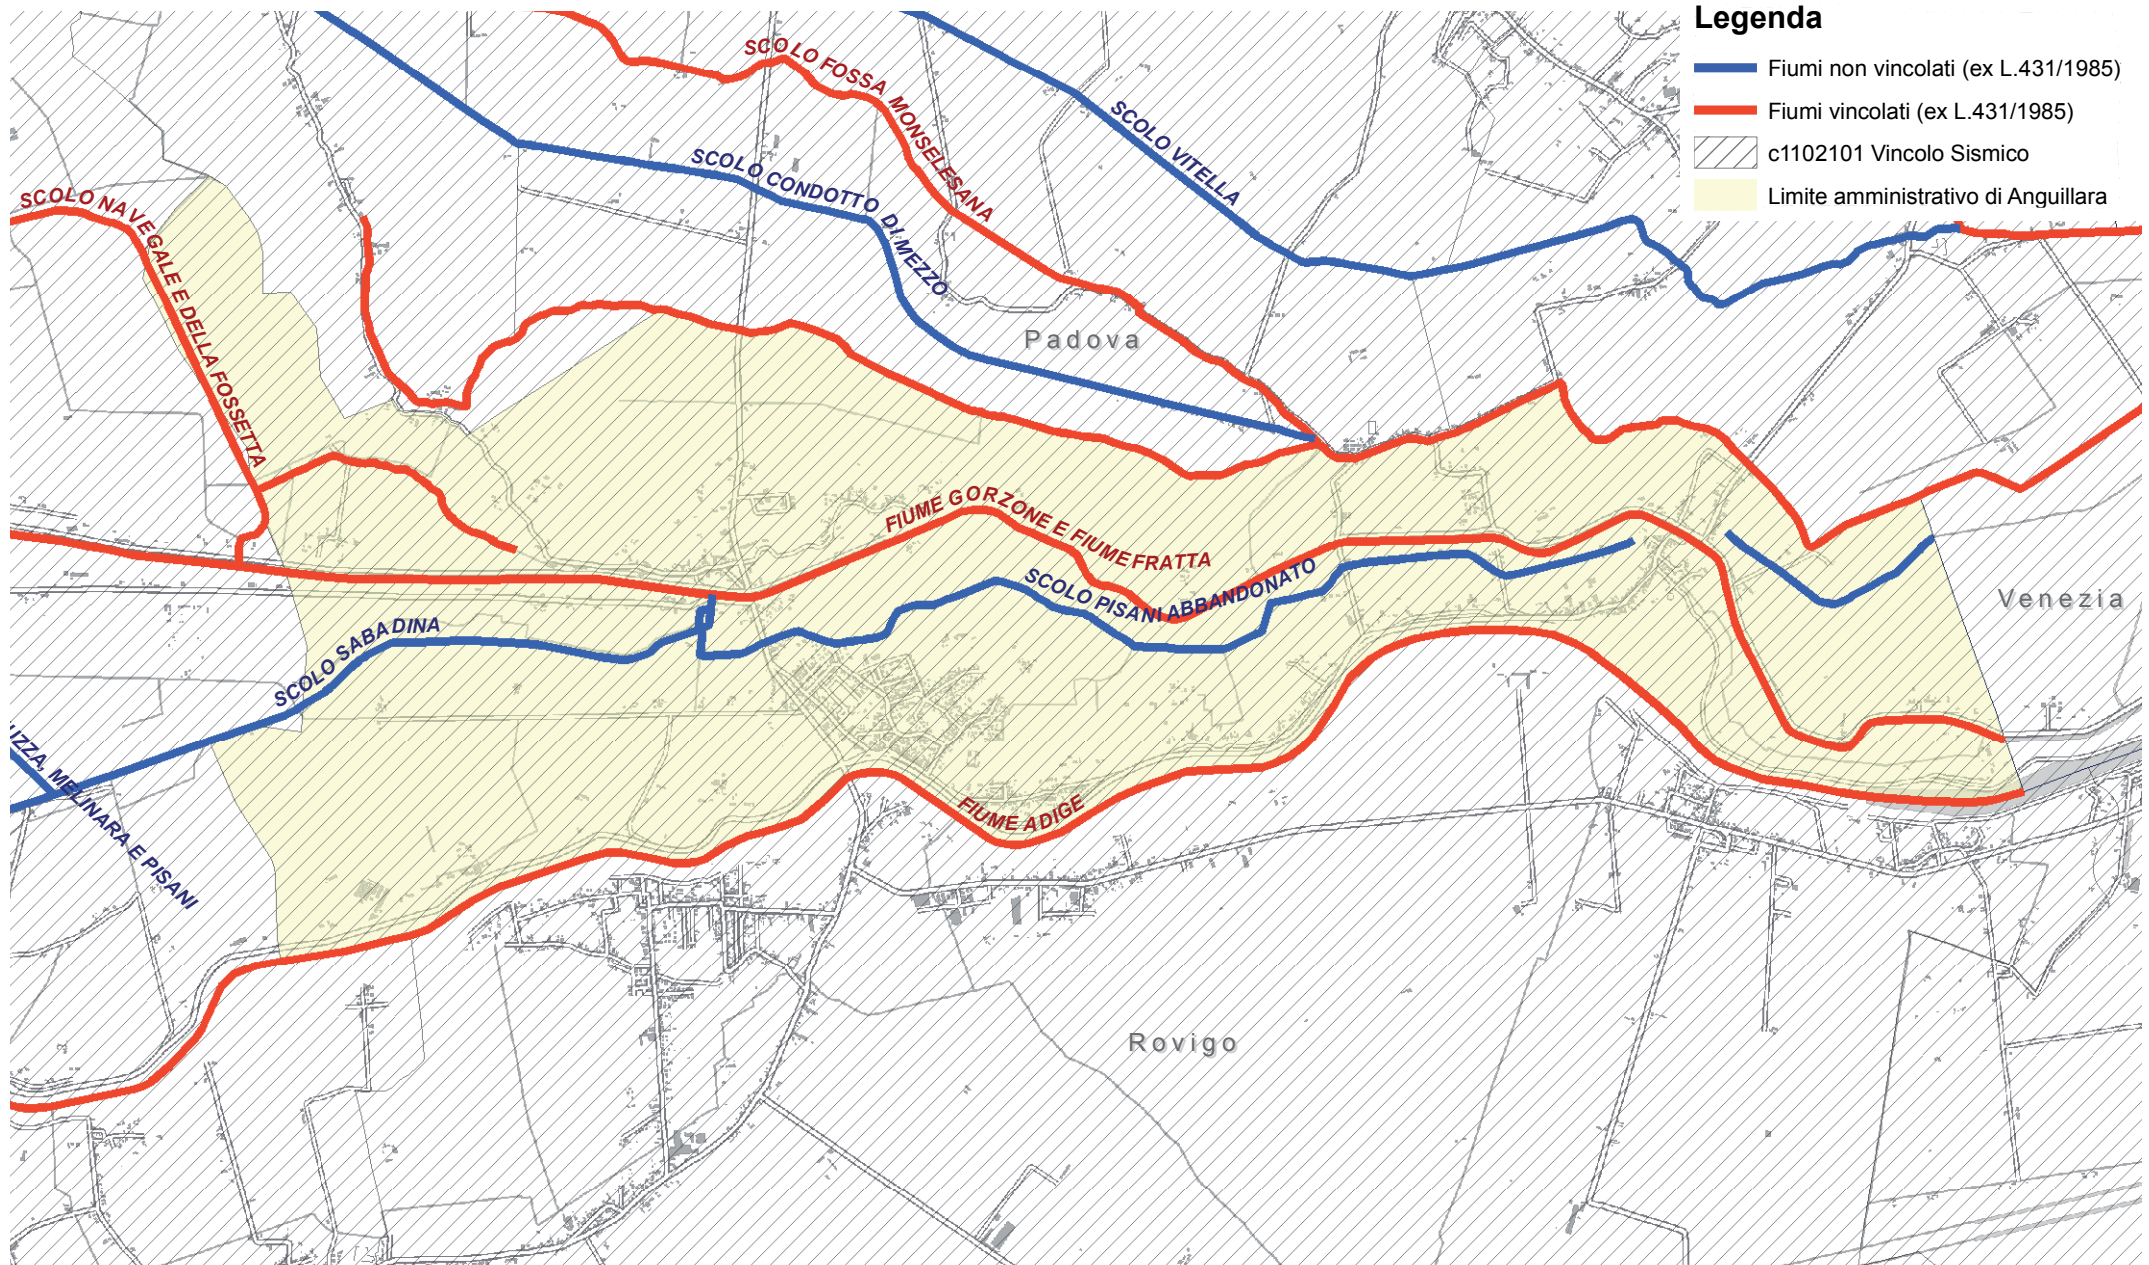 Legenda
Fiumi non vincolati (ex L.431/1985)
Fiumi vincolati (ex L.431/1985)
c1102101 Vincolo Sismico
Limite amministrativo di Anguillara
SCOLO FOSSA MONSELESANA
SCOLO VITELLA
SCOLO CONDOTTO DI MEZZO
SCOLO NAVEGALE E DELLA FOSSETTA
Padova
FIUME GORZONE E FIUME FRATTA
SCOLO PISANI ABBANDONATO
Venezia
SCOLO SABADINA
MELINARA E PISANI
FIUME ADIGE
Rovigo